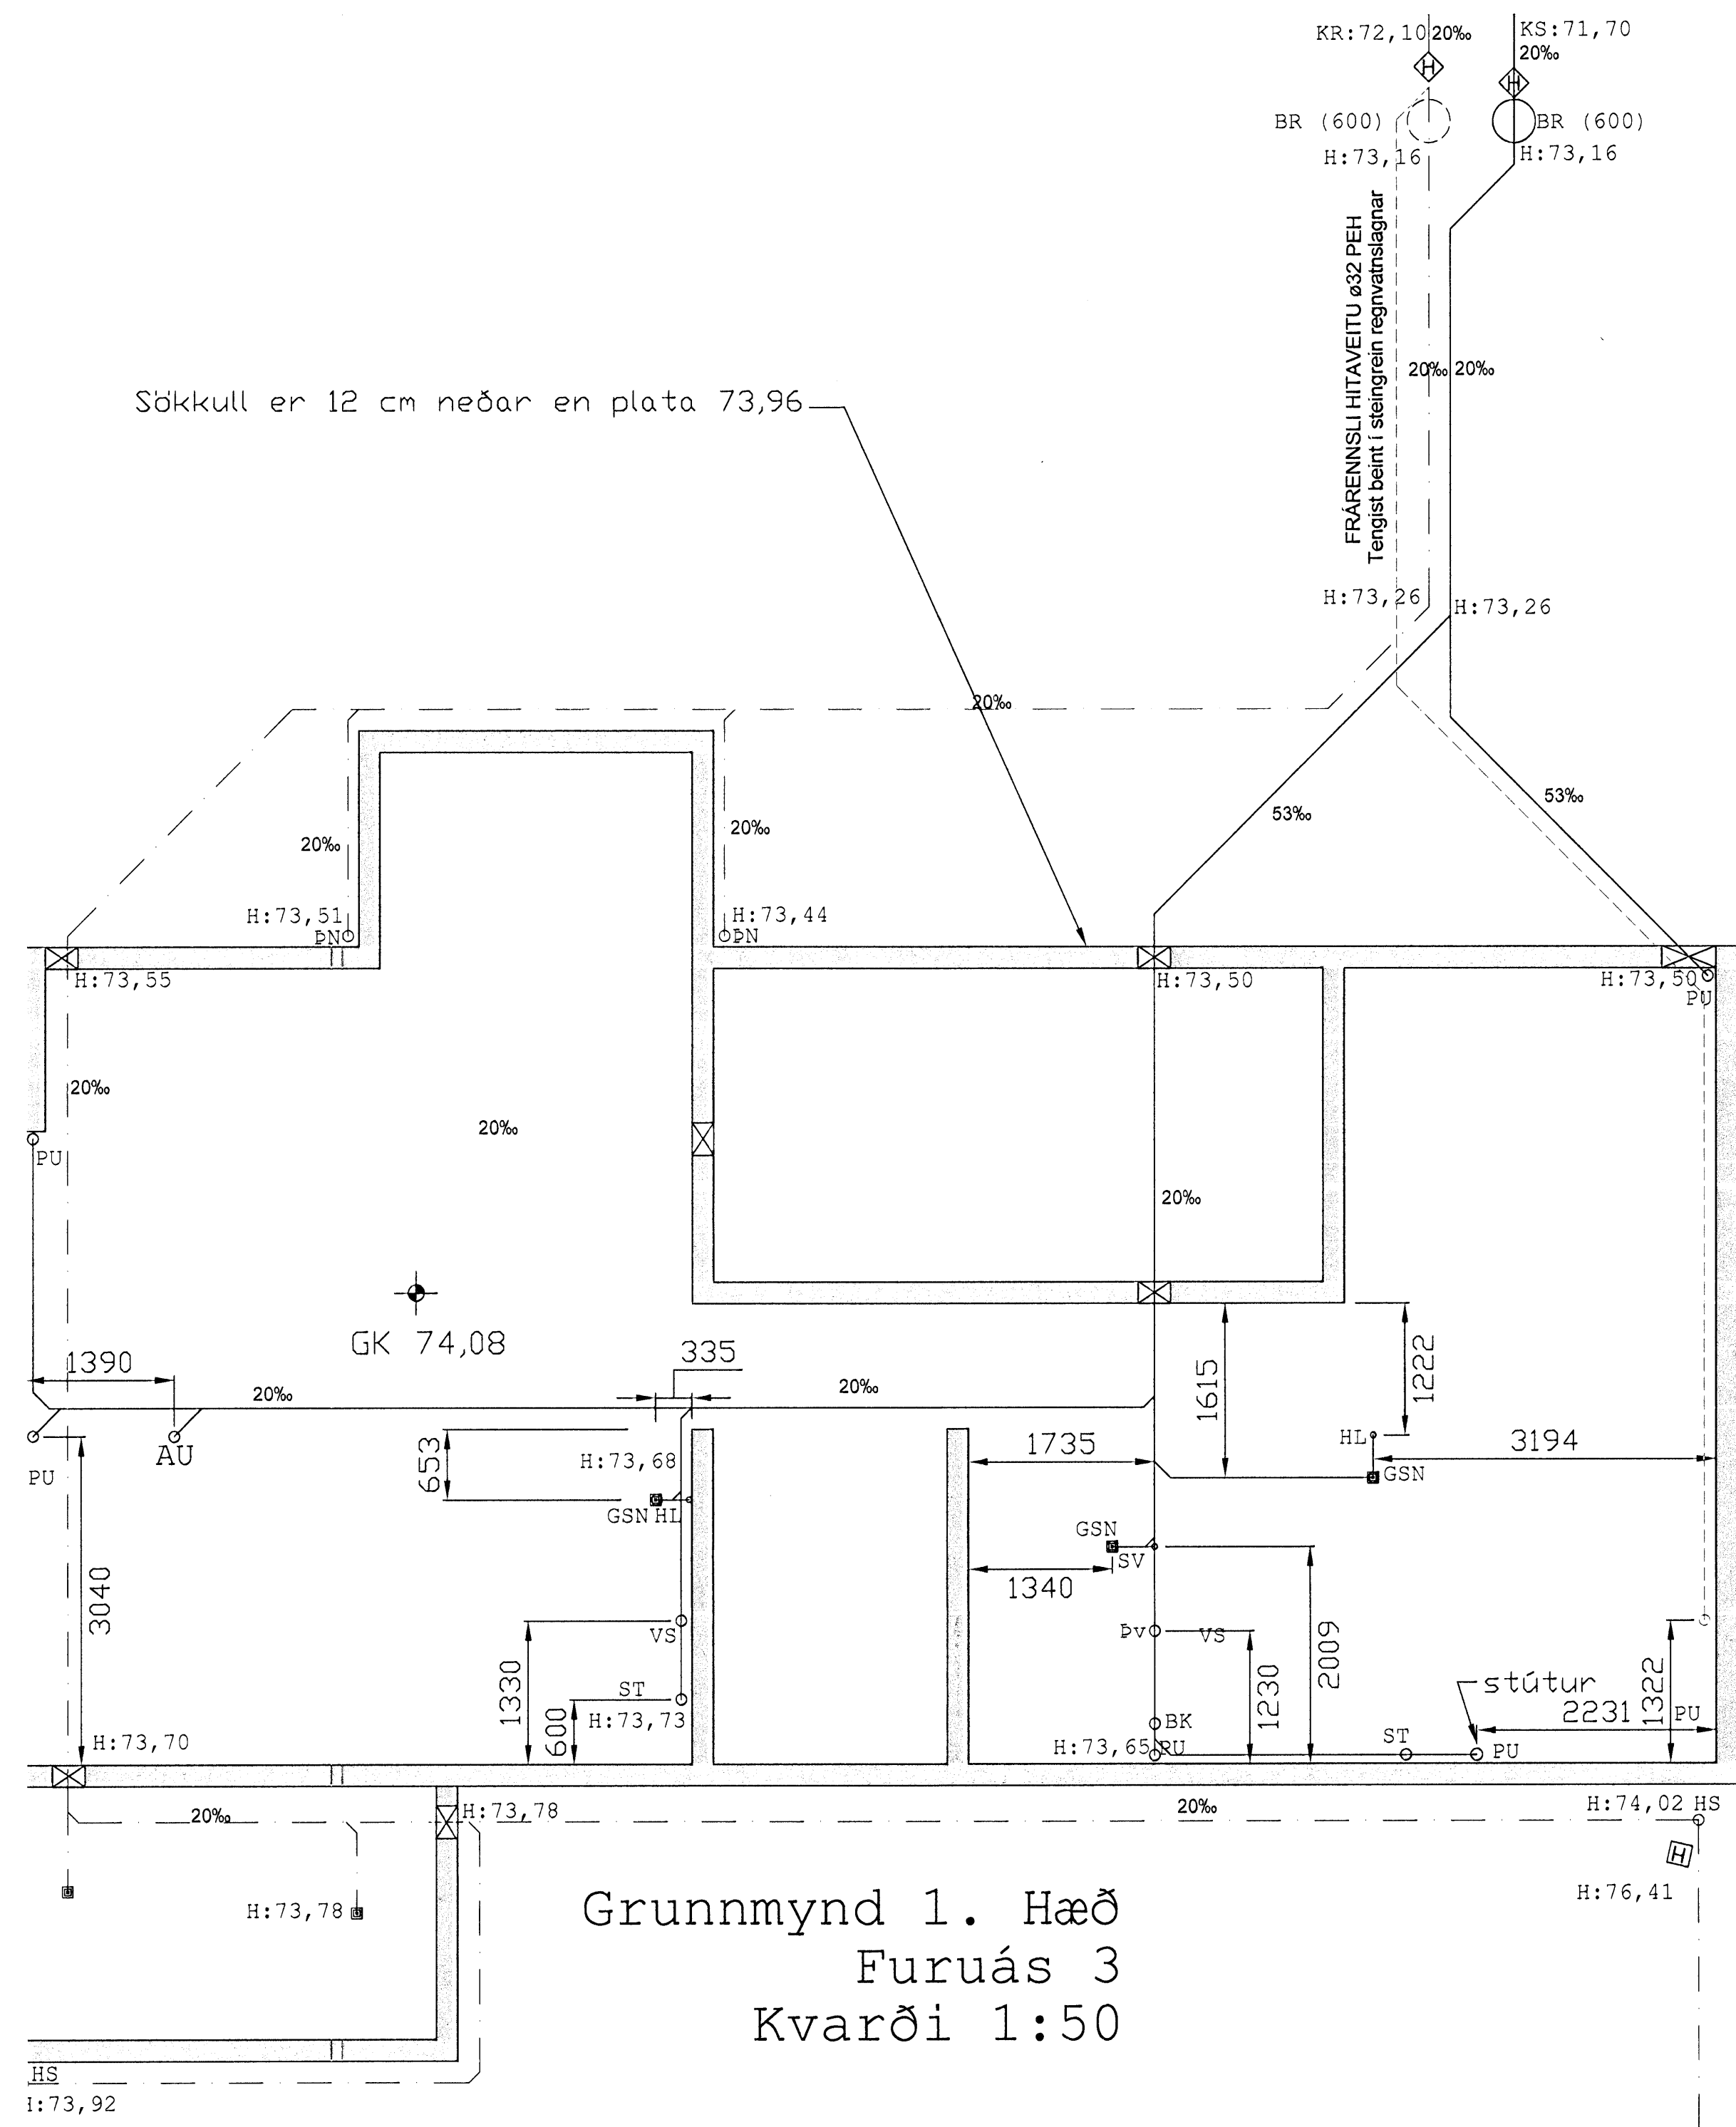 KR:72,10
20‰
KS:71,70
20‰
H
H
BR (600)
BR (600)
H:73,16
H:73,16
FRÁRENNSLI HITAVEITU ø32 PEH
Tengist beint í steingrein regnvatnslagnar
20‰
20‰
Sökkull er 12 cm neðar en plata 73,96
H:73,26
H:73,26
20‰
53‰
53‰
20‰
20‰
H:73,51
ÞN
H:73,44
ÞN
H:73,55
H:73,50
H:73,50
PU
20‰
20‰
PU
20‰
GK 74,08
1390
335
20‰
20‰
1615
1222
AU
PU
653
H:73,68
1735
HL
3194
GSN
GSN HL
GSN
SV
1340
3040
VS
Þv
VS
2009
1330
ST
600
H:73,73
1230
1322
stútur
2231
PU
BK
H:73,70
H:73,65
RU
ST
PU
20‰
H:73,78
20‰
H:74,02 HS
H
H:76,41
H:73,78
Grunnmynd 1. Hæð
Furuás 3
Kvarði 1:50
HS
:73,92